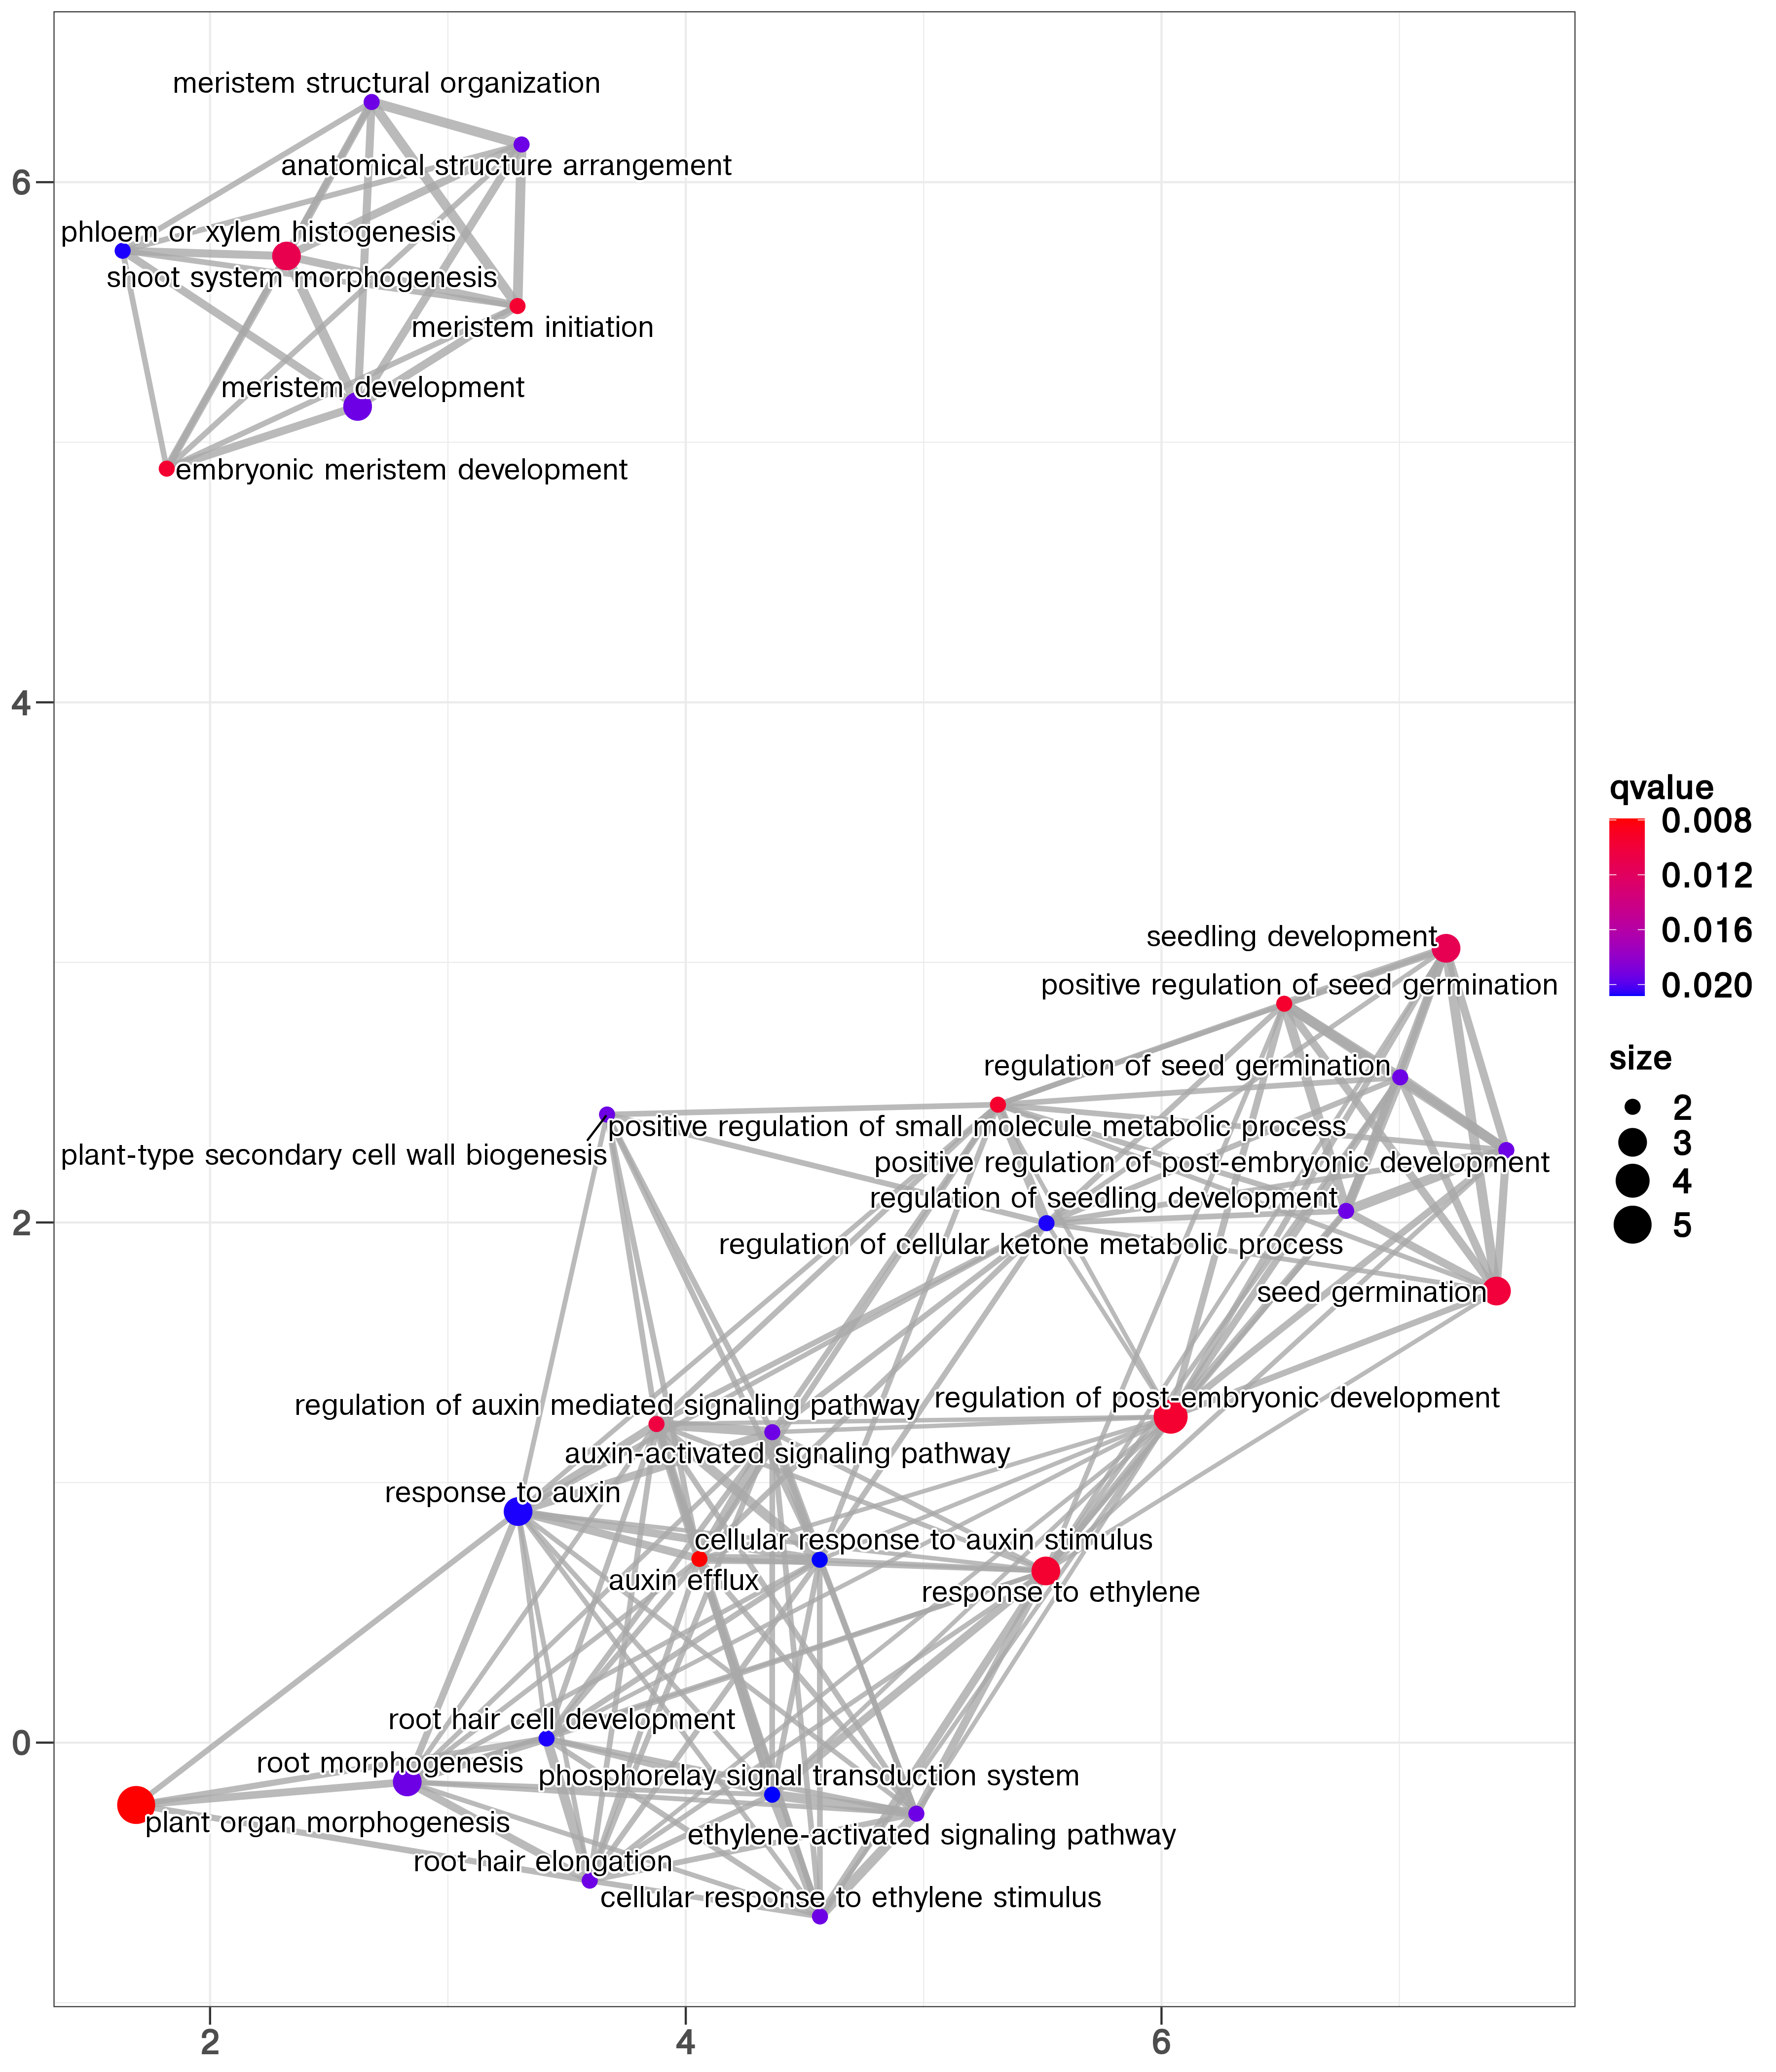 meristem structural organization
anatomical structure arrangement
6
phloem or xylem histogenesis
shoot system morphogenesis
meristem initiation
meristem development
embryonic meristem development
4
qvalue
0.008
0.012
0.016
0.020
seedling development
positive regulation of seed germination
size
regulation of seed germination
2
positive regulation of small molecule metabolic process
3
plant-type secondary cell wall biogenesis
positive regulation of post-embryonic development
4
regulation of seedling development
2
5
regulation of cellular ketone metabolic process
seed germination
regulation of auxin mediated signaling pathway
regulation of post-embryonic development
auxin-activated signaling pathway
response to auxin
cellular response to auxin stimulus
auxin efflux
response to ethylene
root hair cell development
0
root morphogenesis
phosphorelay signal transduction system
plant organ morphogenesis
ethylene-activated signaling pathway
root hair elongation
cellular response to ethylene stimulus
2
4
6